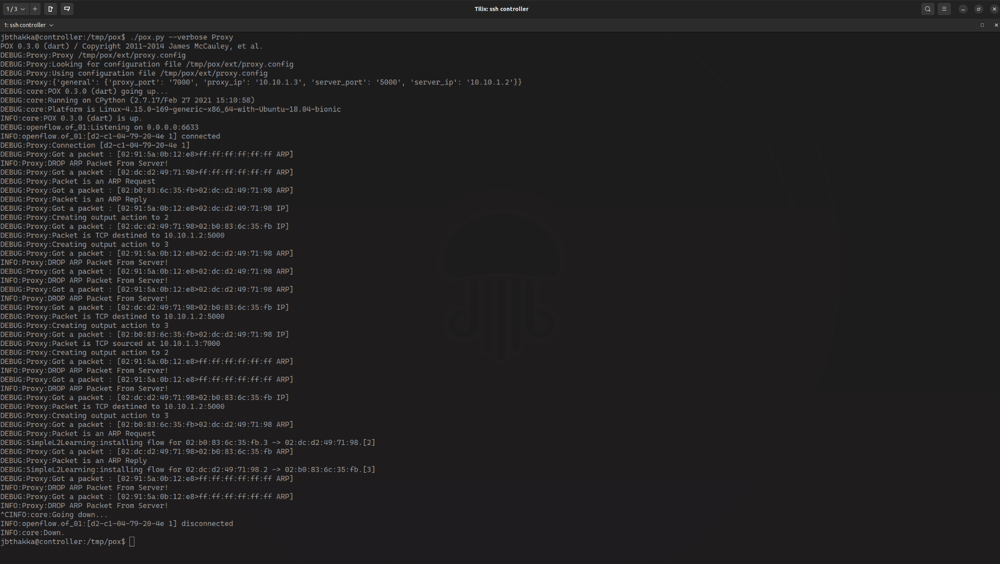 1 / 3
Tilix: ssh controller
1: ssh controller
jbthakka@controller:/tmp/pox$ ./pox.py --verbose Proxy
POX 0.3.0 (dart) / Copyright 2011-2014 James McCauley, et al.
DEBUG:Proxy:Proxy /tmp/pox/ext/proxy.config
DEBUG:Proxy:Looking for configuration file /tmp/pox/ext/proxy.config
DEBUG:Proxy:Using configuration file /tmp/pox/ext/proxy.config
DEBUG:Proxy:{'general': {'proxy_port': '7000', 'proxy_ip': '10.10.1.3', 'server_port': '5000', 'server_ip': '10.10.1.2'}}
DEBUG:core:POX 0.3.0 (dart) going up...
DEBUG:core:Running on CPython (2.7.17/Feb 27 2021 15:10:58)
DEBUG:core:Platform is Linux-4.15.0-169-generic-x86_64-with-Ubuntu-18.04-bionic
INFO:core:POX 0.3.0 (dart) is up.
DEBUG:openflow.of_01:Listening on 0.0.0.0:6633
INFO:openflow.of_01:[d2-c1-04-79-20-4e 1] connected
DEBUG:Proxy:Connection [d2-c1-04-79-20-4e 1]
DEBUG:Proxy:Got a packet : [02:91:5a:0b:12:e8>ff:ff:ff:ff:ff:ff ARP]
INFO:Proxy:DROP ARP Packet From Server!
DEBUG:Proxy:Got a packet : [02:dc:d2:49:71:98>ff:ff:ff:ff:ff:ff ARP]
DEBUG:Proxy:Packet is an ARP Request
DEBUG:Proxy:Got a packet : [02:b0:83:6c:35:fb>02:dc:d2:49:71:98 ARP]
DEBUG:Proxy:Packet is an ARP Reply
DEBUG:Proxy:Got a packet : [02:91:5a:0b:12:e8>02:dc:d2:49:71:98 IP]
DEBUG:Proxy:Creating output action to 2
DEBUG:Proxy:Got a packet : [02:dc:d2:49:71:98>02:b0:83:6c:35:fb IP]
DEBUG:Proxy:Packet is TCP destined to 10.10.1.2:5000
DEBUG:Proxy:Creating output action to 3
DEBUG:Proxy:Got a packet : [02:91:5a:0b:12:e8>02:dc:d2:49:71:98 ARP]
INFO:Proxy:DROP ARP Packet From Server!
DEBUG:Proxy:Got a packet : [02:91:5a:0b:12:e8>02:dc:d2:49:71:98 ARP]
INFO:Proxy:DROP ARP Packet From Server!
DEBUG:Proxy:Got a packet : [02:91:5a:0b:12:e8>02:dc:d2:49:71:98 ARP]
INFO:Proxy:DROP ARP Packet From Server!
DEBUG:Proxy:Got a packet : [02:dc:d2:49:71:98>02:b0:83:6c:35:fb IP]
DEBUG:Proxy:Packet is TCP destined to 10.10.1.2:5000
DEBUG:Proxy:Creating output action to 3
DEBUG:Proxy:Got a packet : [02:b0:83:6c:35:fb>02:dc:d2:49:71:98 IP]
DEBUG:Proxy:Packet is TCP sourced at 10.10.1.3:7000
DEBUG:Proxy:Creating output action to 2
DEBUG:Proxy:Got a packet : [02:91:5a:0b:12:e8>ff:ff:ff:ff:ff:ff ARP]
INFO:Proxy:DROP ARP Packet From Server!
DEBUG:Proxy:Got a packet : [02:91:5a:0b:12:e8>ff:ff:ff:ff:ff:ff ARP]
INFO:Proxy:DROP ARP Packet From Server!
DEBUG:Proxy:Got a packet : [02:dc:d2:49:71:98>02:b0:83:6c:35:fb IP]
DEBUG:Proxy:Packet is TCP destined to 10.10.1.2:5000
DEBUG:Proxy:Creating output action to 3
DEBUG:Proxy:Got a packet : [02:b0:83:6c:35:fb>02:dc:d2:49:71:98 ARP]
DEBUG:Proxy:Packet is an ARP Request
DEBUG:SimpleL2Learning:installing flow for 02:b0:83:6c:35:fb.3 -> 02:dc:d2:49:71:98.[2]
DEBUG:Proxy:Got a packet : [02:dc:d2:49:71:98>02:b0:83:6c:35:fb ARP]
DEBUG:Proxy:Packet is an ARP Reply
DEBUG:SimpleL2Learning:installing flow for 02:dc:d2:49:71:98.2 -> 02:b0:83:6c:35:fb.[3]
DEBUG:Proxy:Got a packet : [02:91:5a:0b:12:e8>ff:ff:ff:ff:ff:ff ARP]
INFO:Proxy:DROP ARP Packet From Server!
DEBUG:Proxy:Got a packet : [02:91:5a:0b:12:e8>ff:ff:ff:ff:ff:ff ARP]
INFO:Proxy:DROP ARP Packet From Server!
^CINFO:core:Going down...
INFO:openflow.of_01:[d2-c1-04-79-20-4e 1] disconnected
INFO:core:Down.
jbthakka@controller:/tmp/pox$